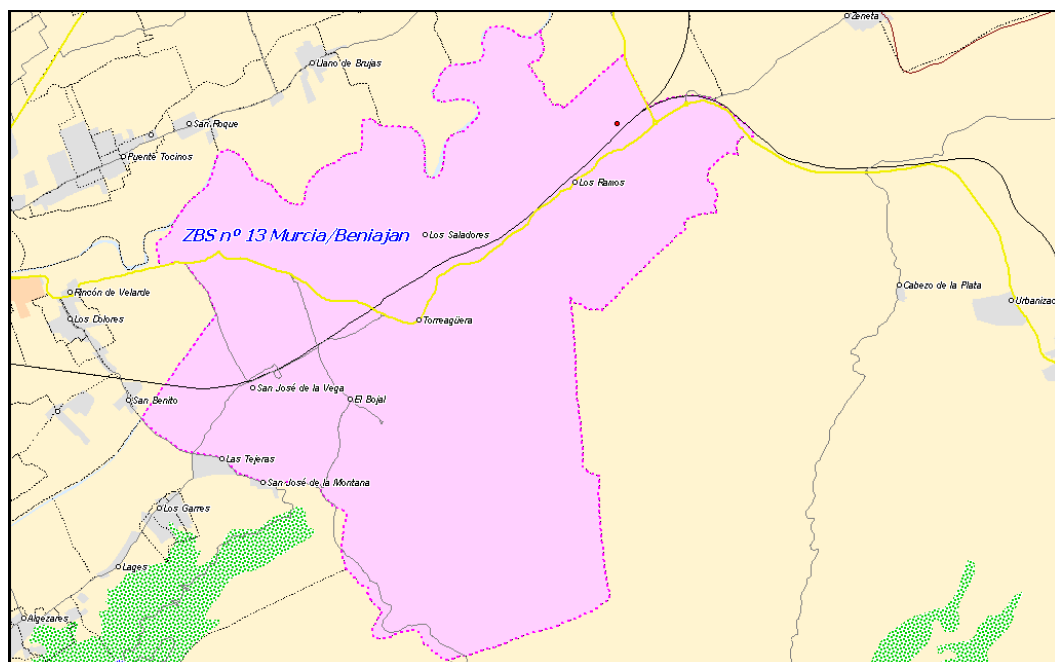 Zeneta
Llano de Brujas
San Roque
Puente Tocinos
Los Ramos
ZBS nº 13 Murcia/Beniajan
Los Saladores
Rincón de Velarde
Cabezo de la Plata
Urbanizac
Los Dolores
Torreagüera
San José de la Vega
El Bojal
San Benito
Las Tejeras
San José de la Montana
Los Garres
Lages
Algezares